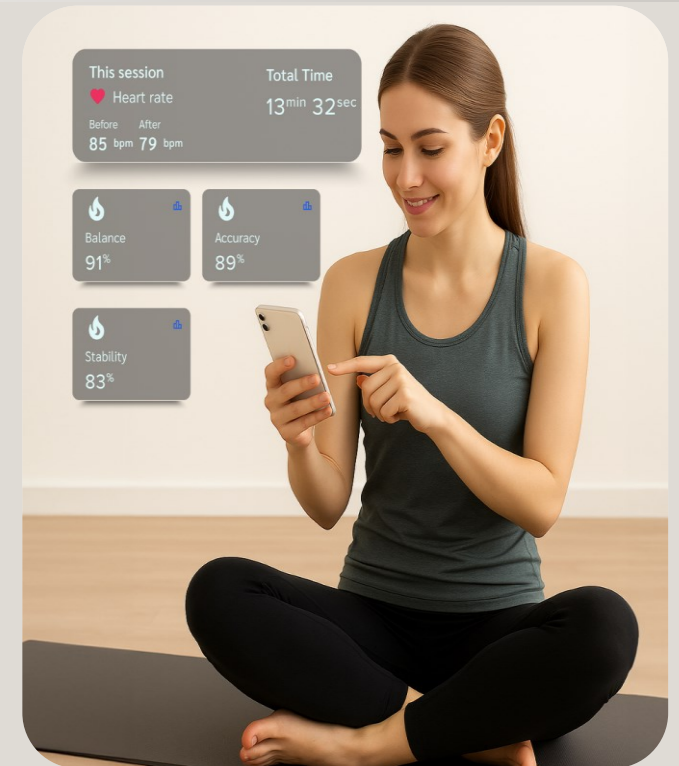 This session
Total Time
Heart rate
13min 32sec
Before After
85 bpm 79 bpm
Balance
91%
Accuracy
89%
Stability
83%